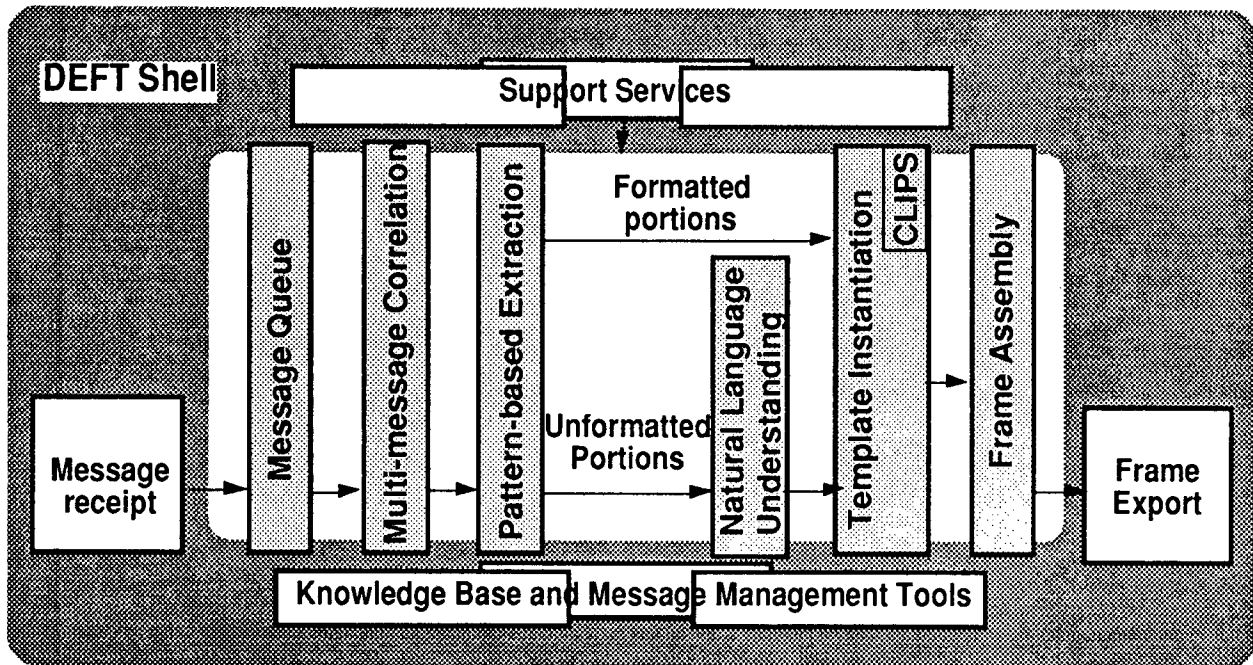 DEFT Shell
Support Services
Message
receipt
Message Queue
Multi-message Correlation
Pattern-based Extraction
Formatted
portions
Unformatted
Portions
Natural Language
Understanding
Template Instantiation
CLIPS
Frame Assembly
Frame
Export
Knowledge Base and Message Management Tools